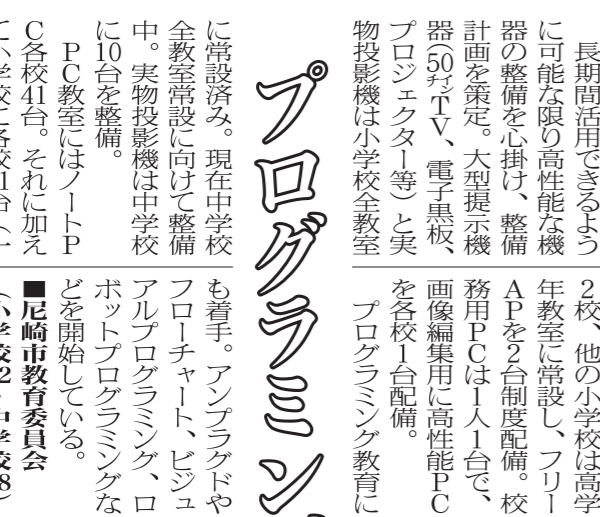 プログラミン
長期間活用できるよう
に可能な限り高性能な機
器の整備を心掛け、整備
計画を策定。大型提示機
器(50㌅TV、電子黒板、
プロジェクター等)と実
物投影機は小学校全教室
に常設済み。現在中学校
全教室常設に向けて整備
中。実物投影機は中学校
に10台を整備。
PC教室にはノートP
C各校41台。それに加え
て小学校に各校1台(一
2校、他の小学校は高学
年教室に常設し、フリー
APを2台制度配備。校
務用PCは1人1台で、
画像編集用に高性能PC
を各校1台配備。
プログラミング教育に
も着手。アンプラグドや
フローチャート、ビジュ
アルプログラミング、ロ
ボットプログラミングな
どを開始している。
■尼崎市教育委員会